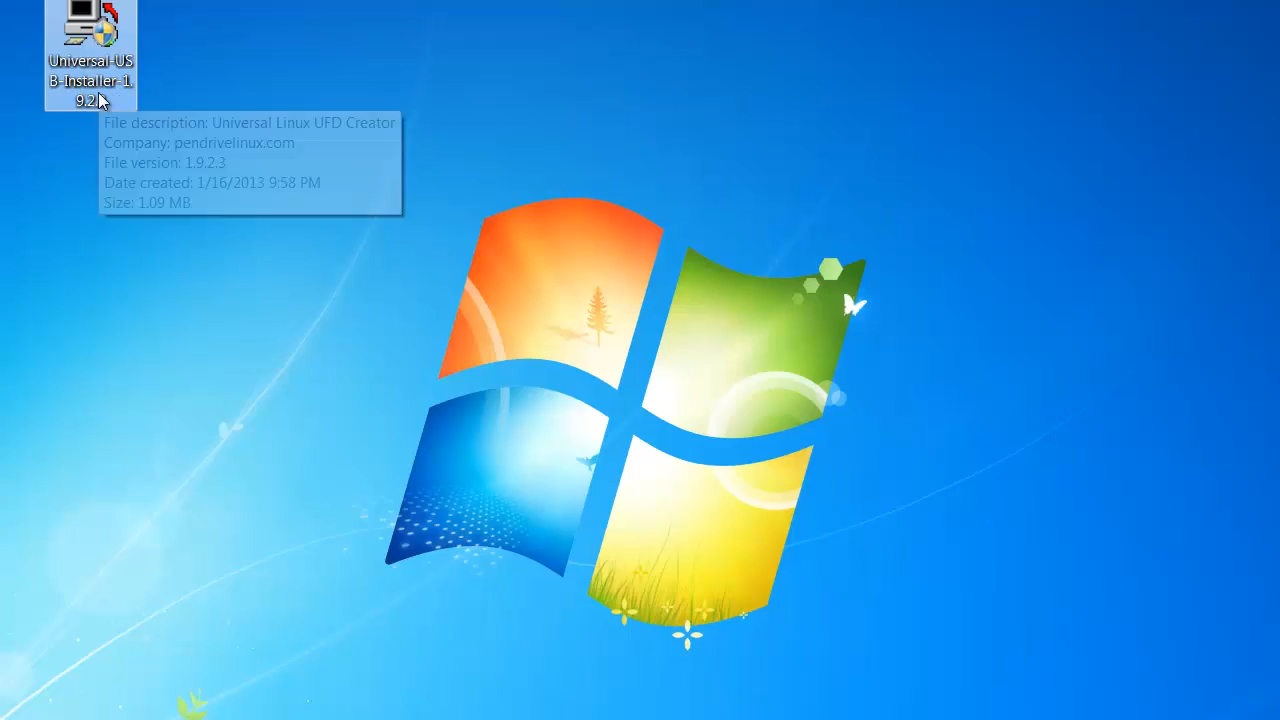 Universal-US
B-Installer-1.
9.2.
File description: Universal Linux UFD Creator
Company: pendrivelinux.com
File version: 1.9.2.3
Date created: 1/16/2013 9:58 PM
Size: 1.09 MB